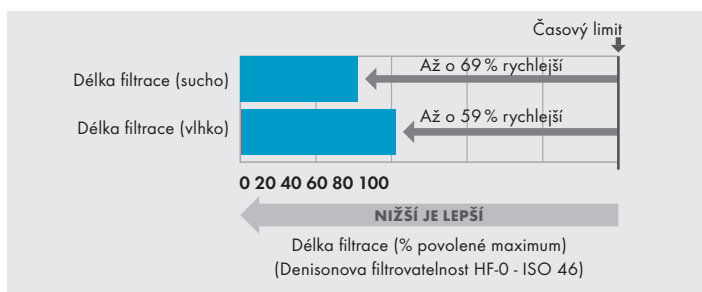 Časový limit
Až o 69 % rychlejší
Délka filtrace (sucho)
Až o 59 % rychlejší
Délka filtrace (vlhko)
0 20 40 60 80 100
NIŽŠÍ JE LEPŠÍ
Délka filtrace (% povolené maximum)
(Denisonova filtrovatelnost HF-0 - ISO 46)